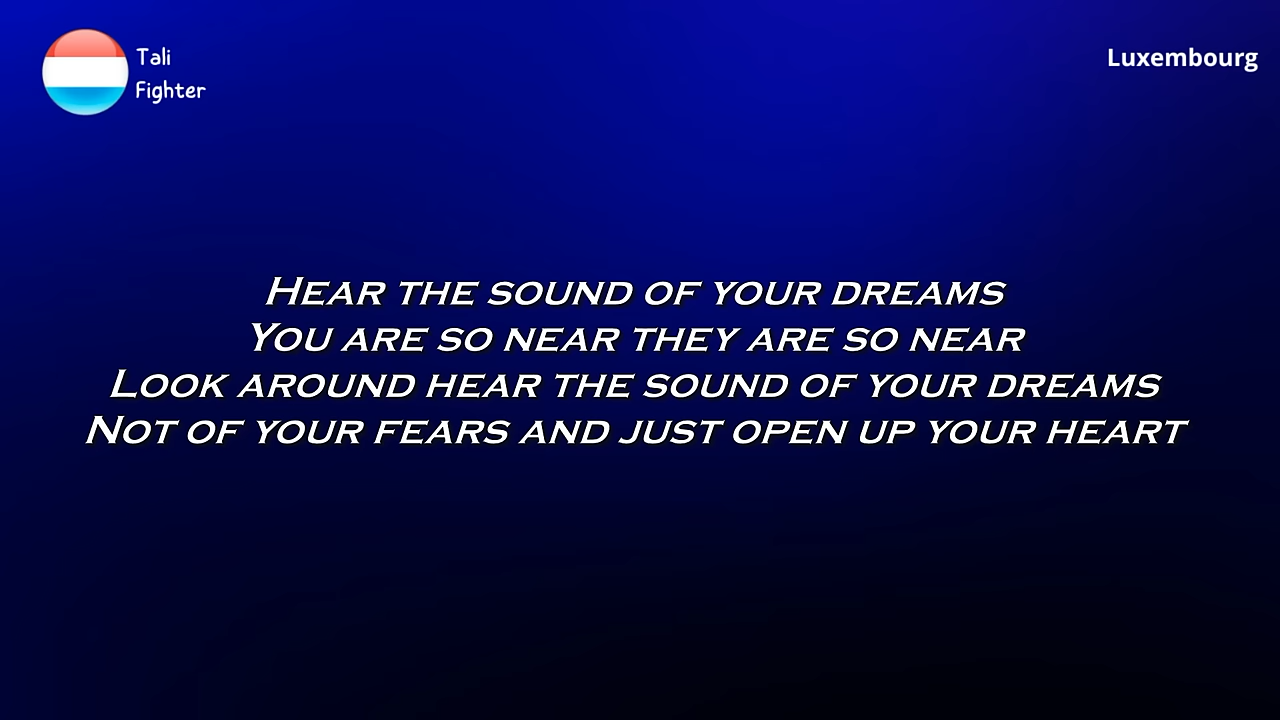 Tali
Fighter
Luxembourg
Hear the sound of your dreams
You are so near they are so near
Look around hear the sound of your dreams
Not of your fears and just open up your heart